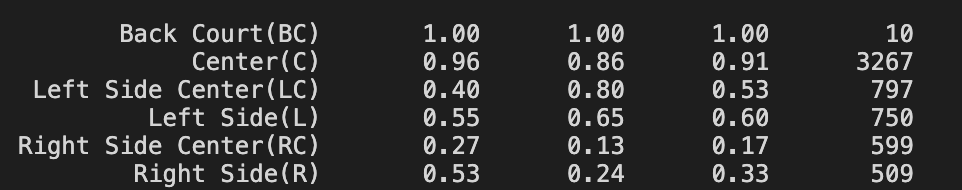 Back Court(BC) 1.00 1.00 1.00 10
Center(C) 0.96 0.86 0.91 3267
Left Side Center(LC) 0.40 0.80 0.53 797
Left Side(L) 0.55 0.65 0.60 750
Right Side Center(RC) 0.27 0.13 0.17 599
Right Side(R) 0.53 0.24 0.33 509